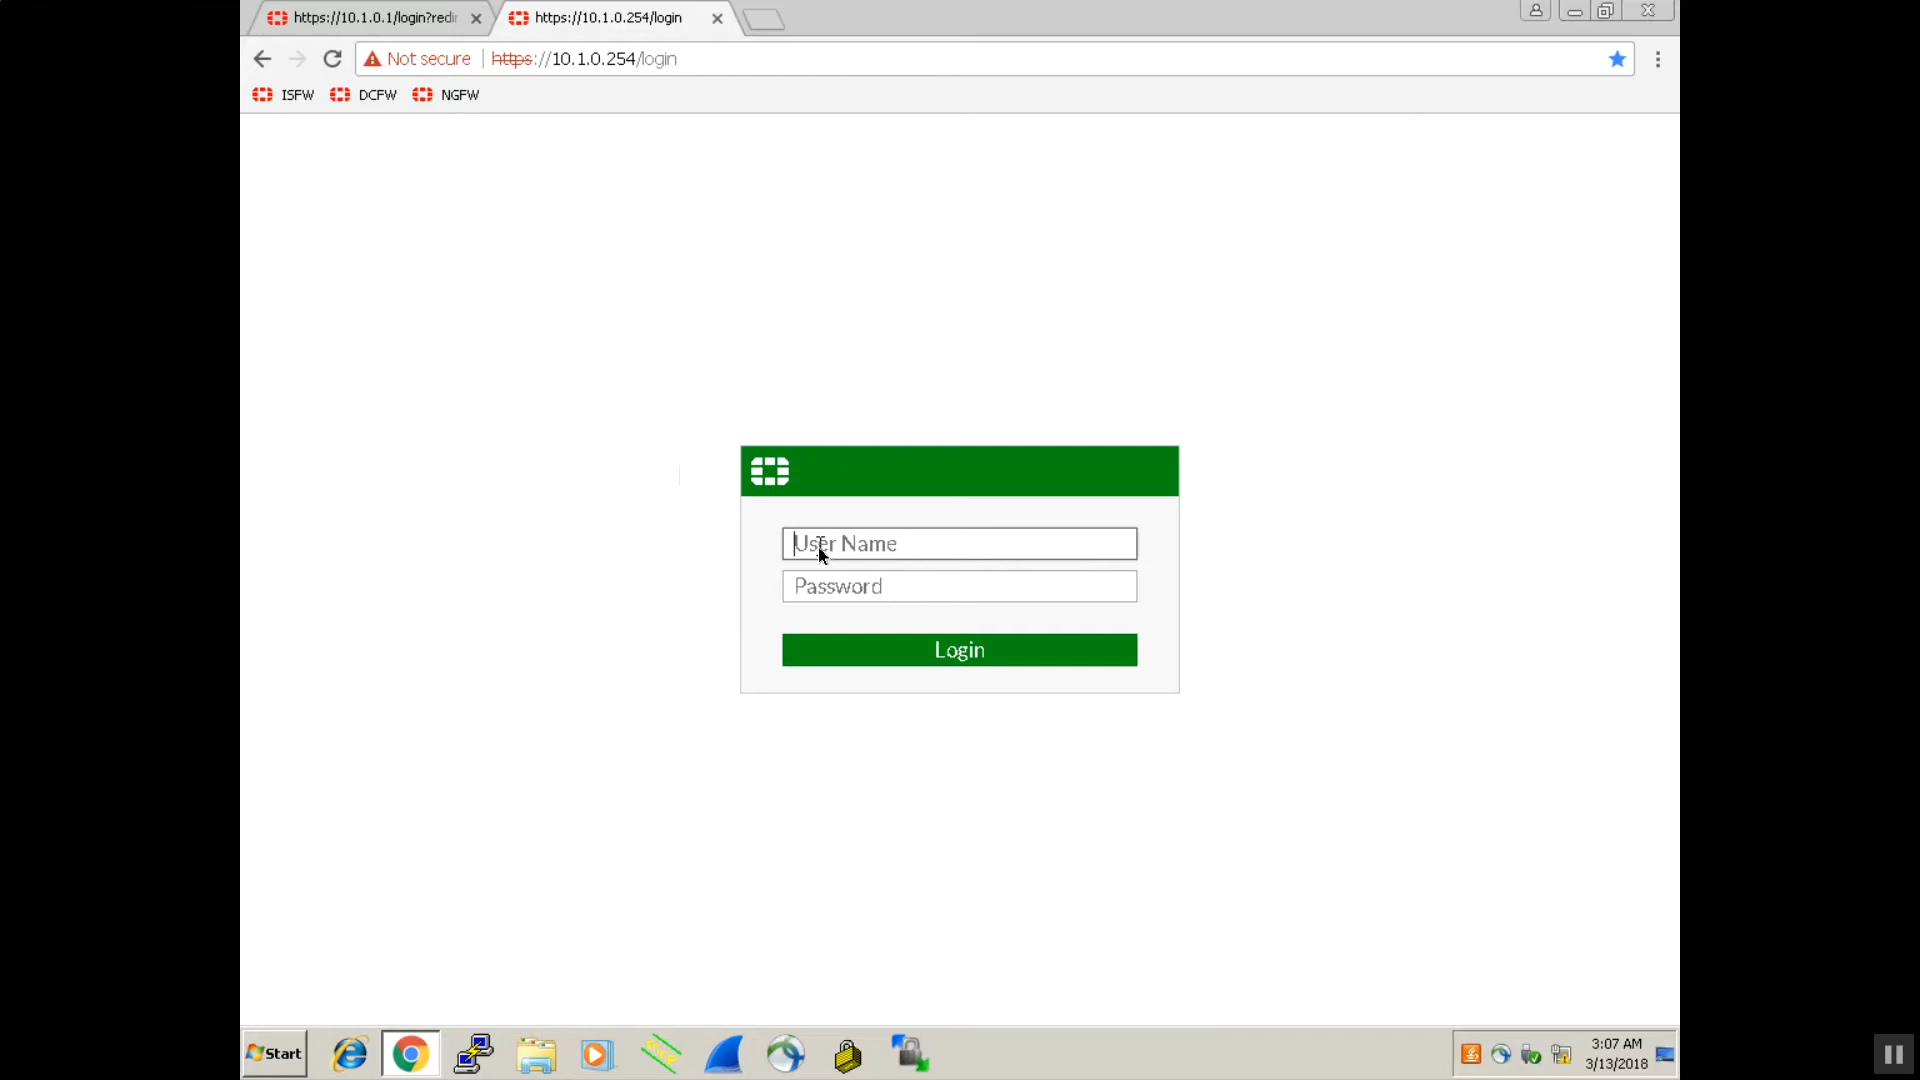 https://10.1.0.1/login?redir
https://10.1.0.254/login
Not secure
https://10.1.0.254/login
ISFW
DCFW
NGFW
User Name
Password
Login
Start
3:07 AM
3/13/2018